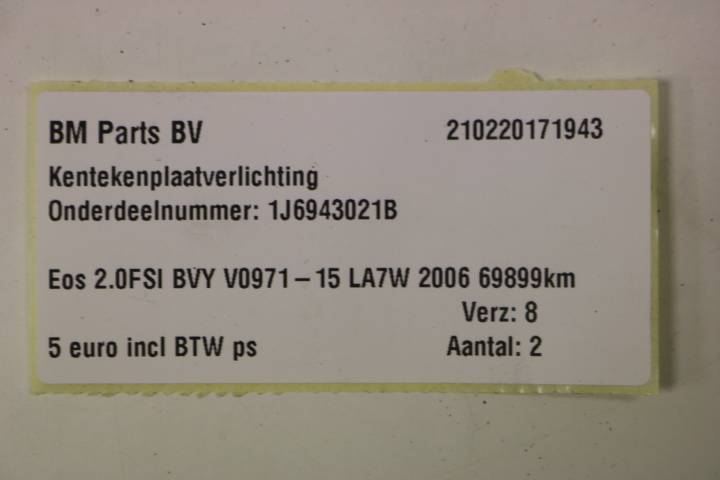 BM Parts BV 210220171943
Kentekenplaatverlichting
Onderdeelnummer: 1J6943021B
Eos 2.0FSI BVY V0971-15 LA7W 2006 69899km
Verz: 8
5 euro incl BTW ps Aantal: 2